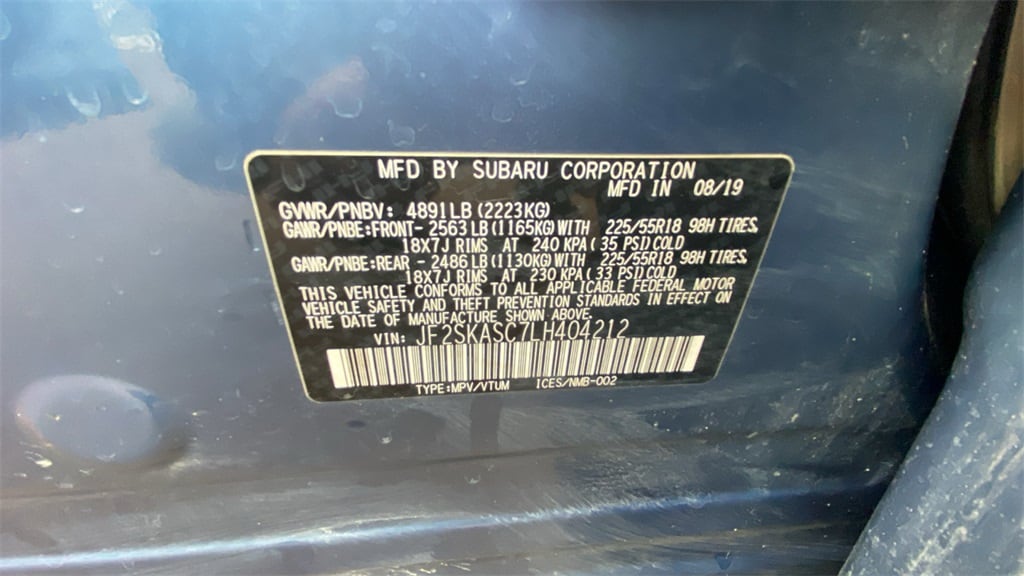 MFD BY SUBARU CORPORATION
MFD IN 08/19
GVWR/PNBV: 4891LB (2223KG)
GAWR/PNBE:FRONT- 2563LB(1165KG)WITH 225/55R18 98H TIRES
18X7J RIMS AT 240 KPA( 35 PSI)COLD
GAWR/PNBE:REAR - 2486LB(1130KG)WITH 225/55R18 98H TIRES
18X7J RIMS AT 230 KPA( 33 PSI)COLD
THIS VEHICLE CONFORMS TO ALL APPLICABLE FEDERAL MOTOR
VEHICLE SAFETY AND THEFT PREVENTION STANDARDS IN EFFECT ON
THE DATE OF MANUFACTURE SHOWN ABOVE.
VIN: JF2SKASC7LH404212
TYPE:MPV/VTUM ICES/NMB-002